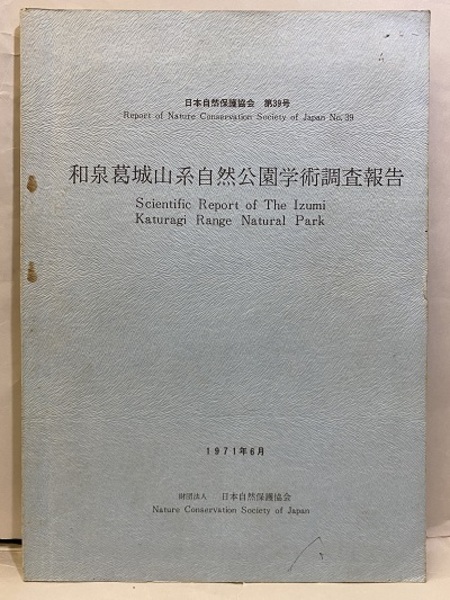 日本自然保護協会 第39号
Report of Nature Conservation Society of Japan No. 39
和泉葛城山系自然公園学術調査報告
Scientific Report of The Izumi
Katuragi Range Natural Park
1971年6月
財団法人 日本自然保護協会
Nature Conservation Society of Japan